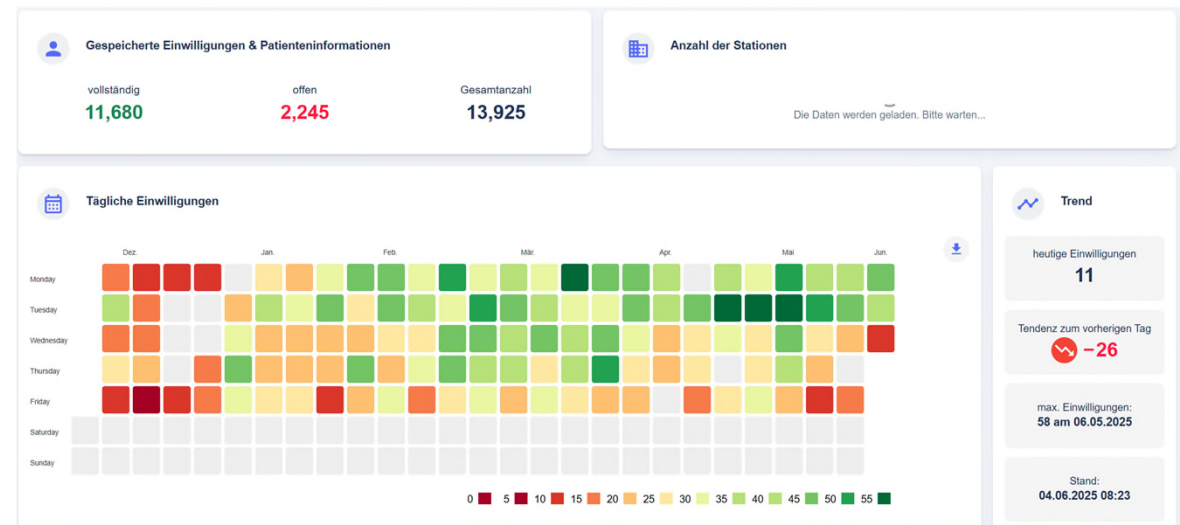 Gespeicherte Einwilligungen & Patienteninformationen
vollständig offen Gesamtanzahl
11,680 2,245 13,925
Anzahl der Stationen
Die Daten werden geladen. Bitte warten...
Tägliche Einwilligungen
Dez. Jan. Feb. Mär. Apr. Mai Jun.
Monday
Tuesday
Wednesday
Thursday
Friday
Saturday
Sunday
0 5 10 15 20 25 30 35 40 45 50 55
Trend
heutige Einwilligungen
11
Tendenz zum vorherigen Tag
−26
max. Einwilligungen:
58 am 06.05.2025
Stand:
04.06.2025 08:23